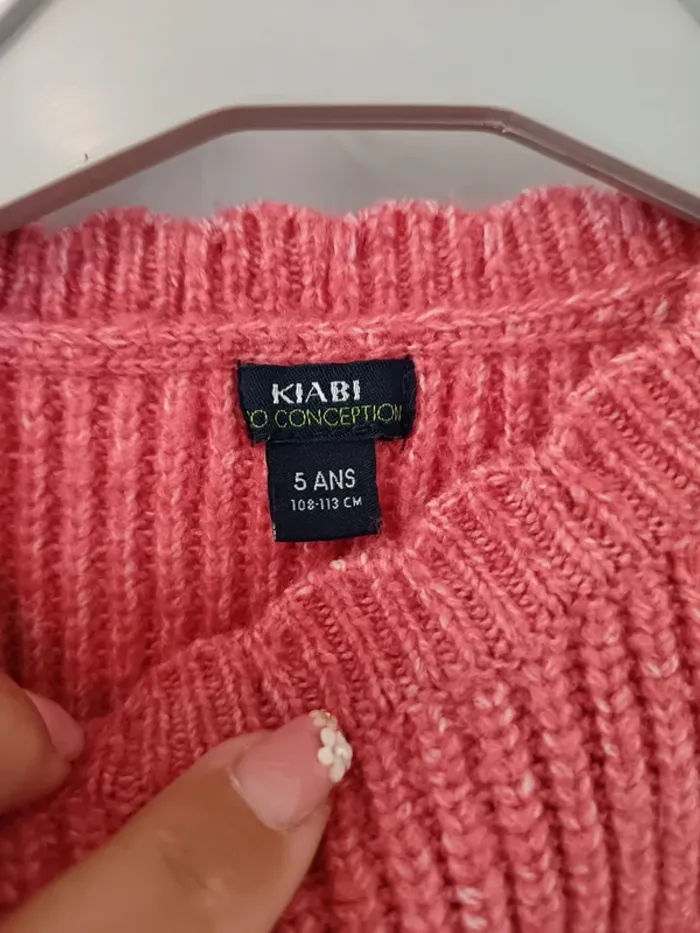 KIABI
O CONCEPTION
5 ANS
108-113 CM